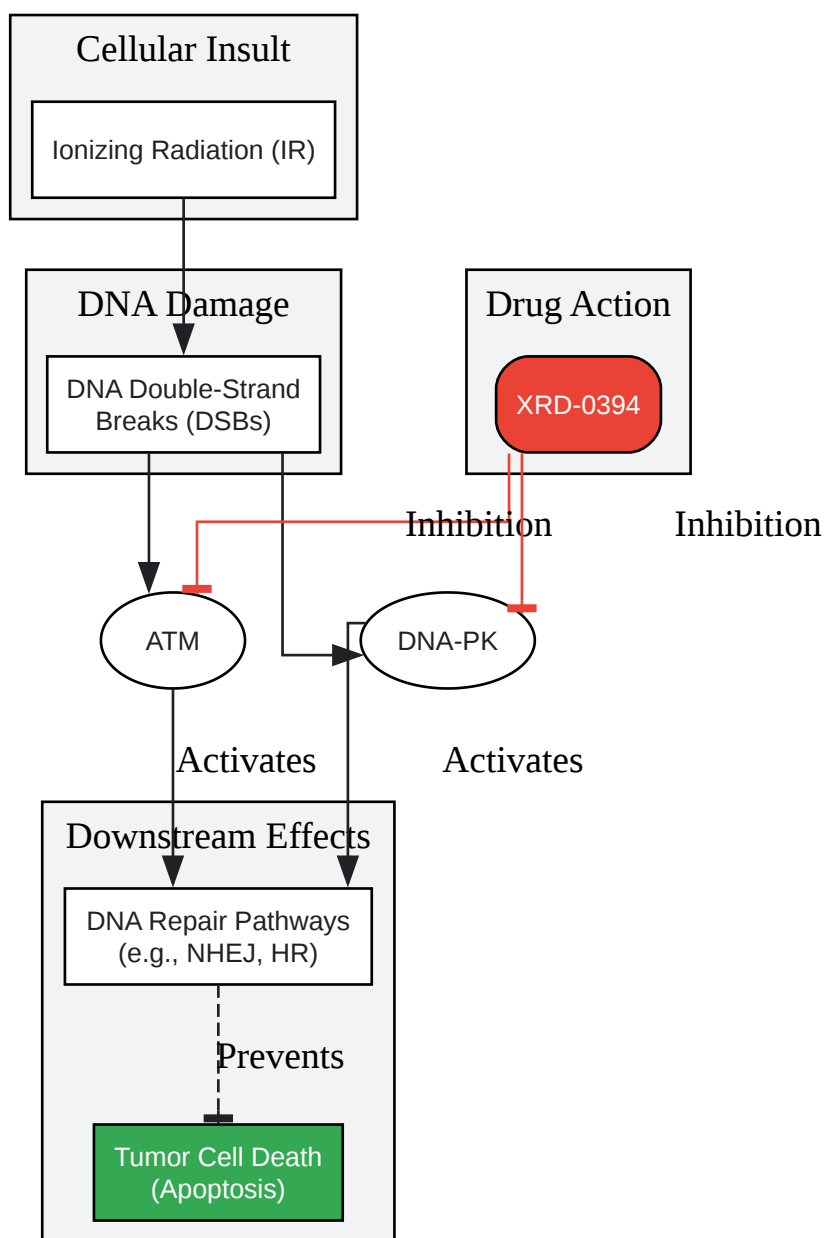 Cellular Insult
Ionizing Radiation (IR)
DNA Damage
Drug Action
DNA Double-Strand
Breaks (DSBs)
XRD-0394
Inhibition
Inhibition
ATM
DNA-PK
Activates
Activates
Downstream Effects
DNA Repair Pathways
(e.g., NHEJ, HR)
Prevents
Tumor Cell Death
(Apoptosis)